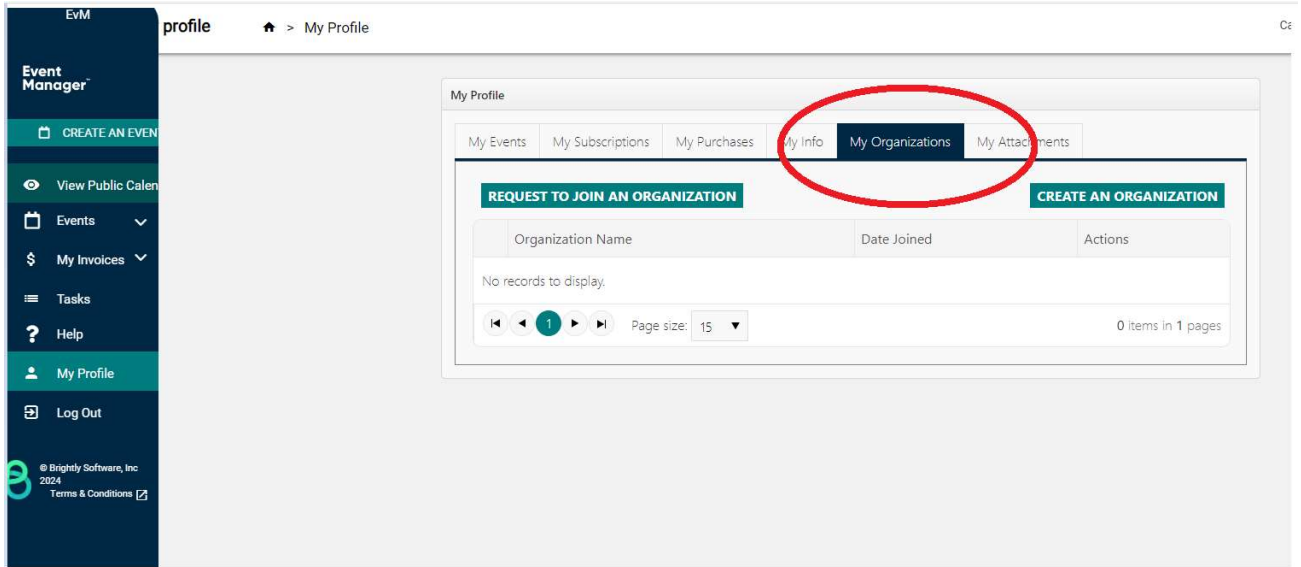 EvM
profile
> My Profile
Ca
Event
Manager
CREATE AN EVEN
View Public Calen
Events
$ My Invoices
Tasks
? Help
My Profile
Log Out
© Brightly Software, Inc
2024
Terms & Conditions
My Profile
My Events My Subscriptions My Purchases My Info My Organizations My Attachments
REQUEST TO JOIN AN ORGANIZATION CREATE AN ORGANIZATION
Organization Name Date Joined Actions
No records to display.
1 Page size: 15 0 items in 1 pages